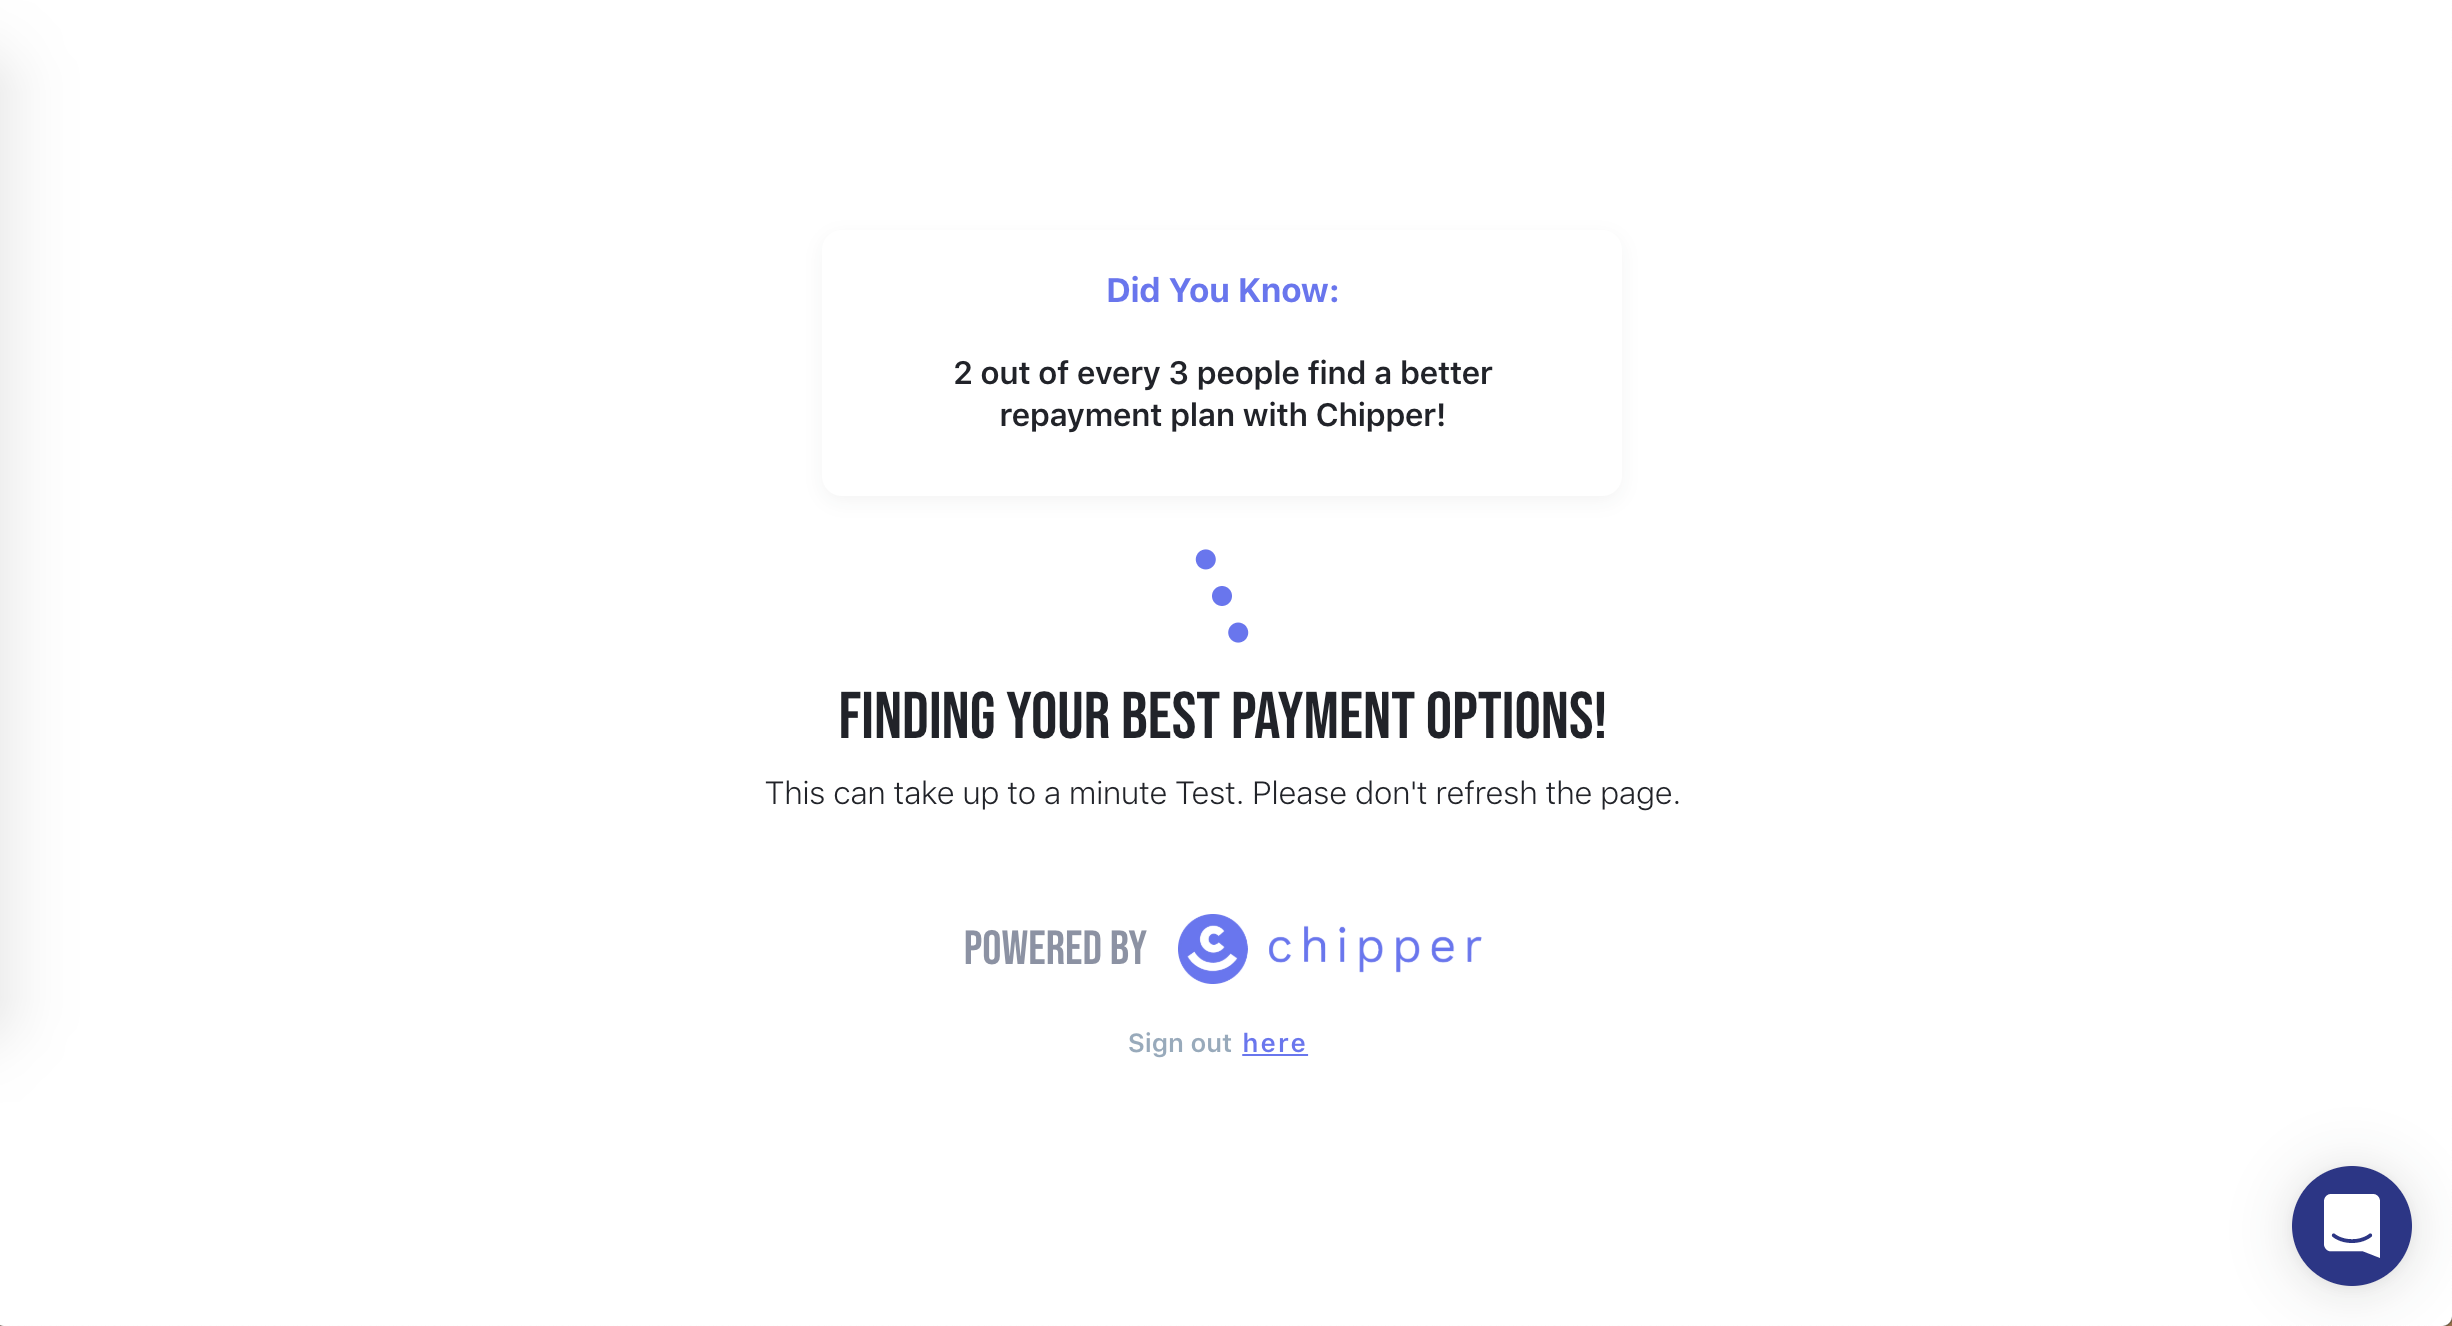 Did You Know:
2 out of every 3 people find a better
repayment plan with Chipper!
FINDING YOUR BEST PAYMENT OPTIONS!
This can take up to a minute Test. Please don't refresh the page.
POWERED BY chipper
Sign out here